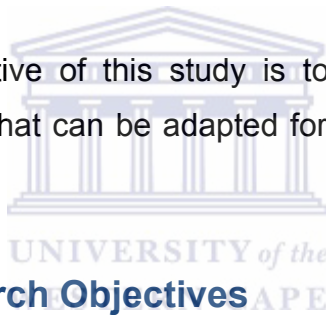 tive of this study is to
hat can be adapted for
UNIVERSITY of the
rch Objectives